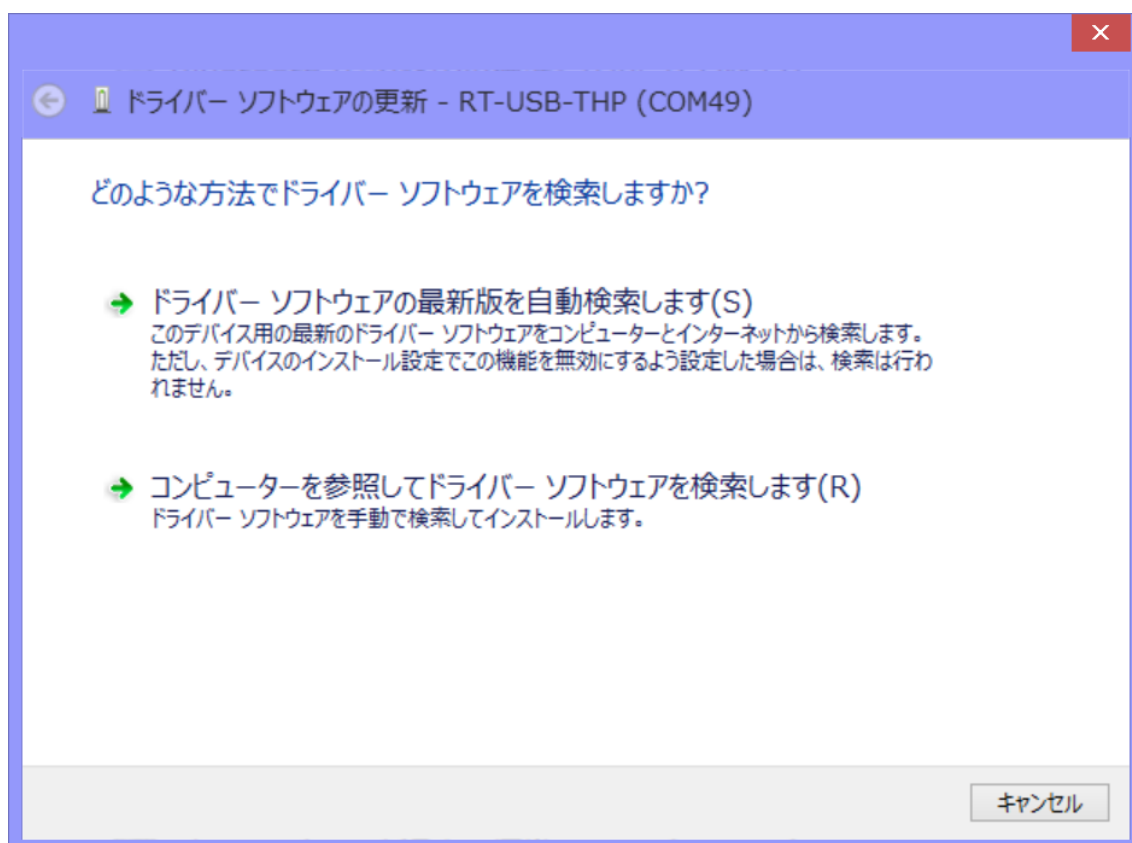 ドライバー ソフトウェアの更新 - RT-USB-THP (COM49)
どのような方法でドライバー ソフトウェアを検索しますか?
ドライバー ソフトウェアの最新版を自動検索します(S)
このデバイス用の最新のドライバー ソフトウェアをコンピューターとインターネットから検索します。
ただし、デバイスのインストール設定でこの機能を無効にするよう設定した場合は、検索は行わ
れません。
コンピューターを参照してドライバー ソフトウェアを検索します(R)
ドライバー ソフトウェアを手動で検索してインストールします。
キャンセル